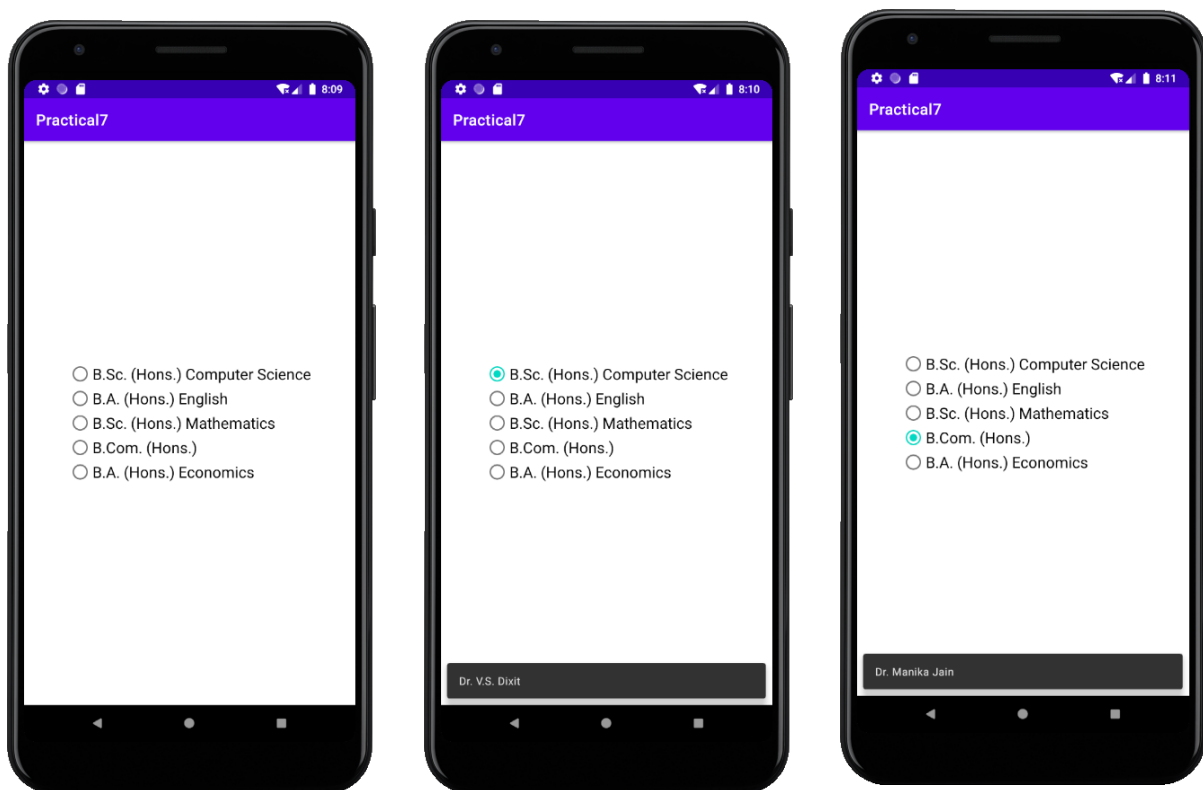 8:09
Practical7
B.Sc. (Hons.) Computer Science
B.A. (Hons.) English
B.Sc. (Hons.) Mathematics
B.Com. (Hons.)
B.A. (Hons.) Economics
8:10
Practical7
B.Sc. (Hons.) Computer Science
B.A. (Hons.) English
B.Sc. (Hons.) Mathematics
B.Com. (Hons.)
B.A. (Hons.) Economics
Dr. V.S. Dixit
8:11
Practical7
B.Sc. (Hons.) Computer Science
B.A. (Hons.) English
B.Sc. (Hons.) Mathematics
B.Com. (Hons.)
B.A. (Hons.) Economics
Dr. Manika Jain